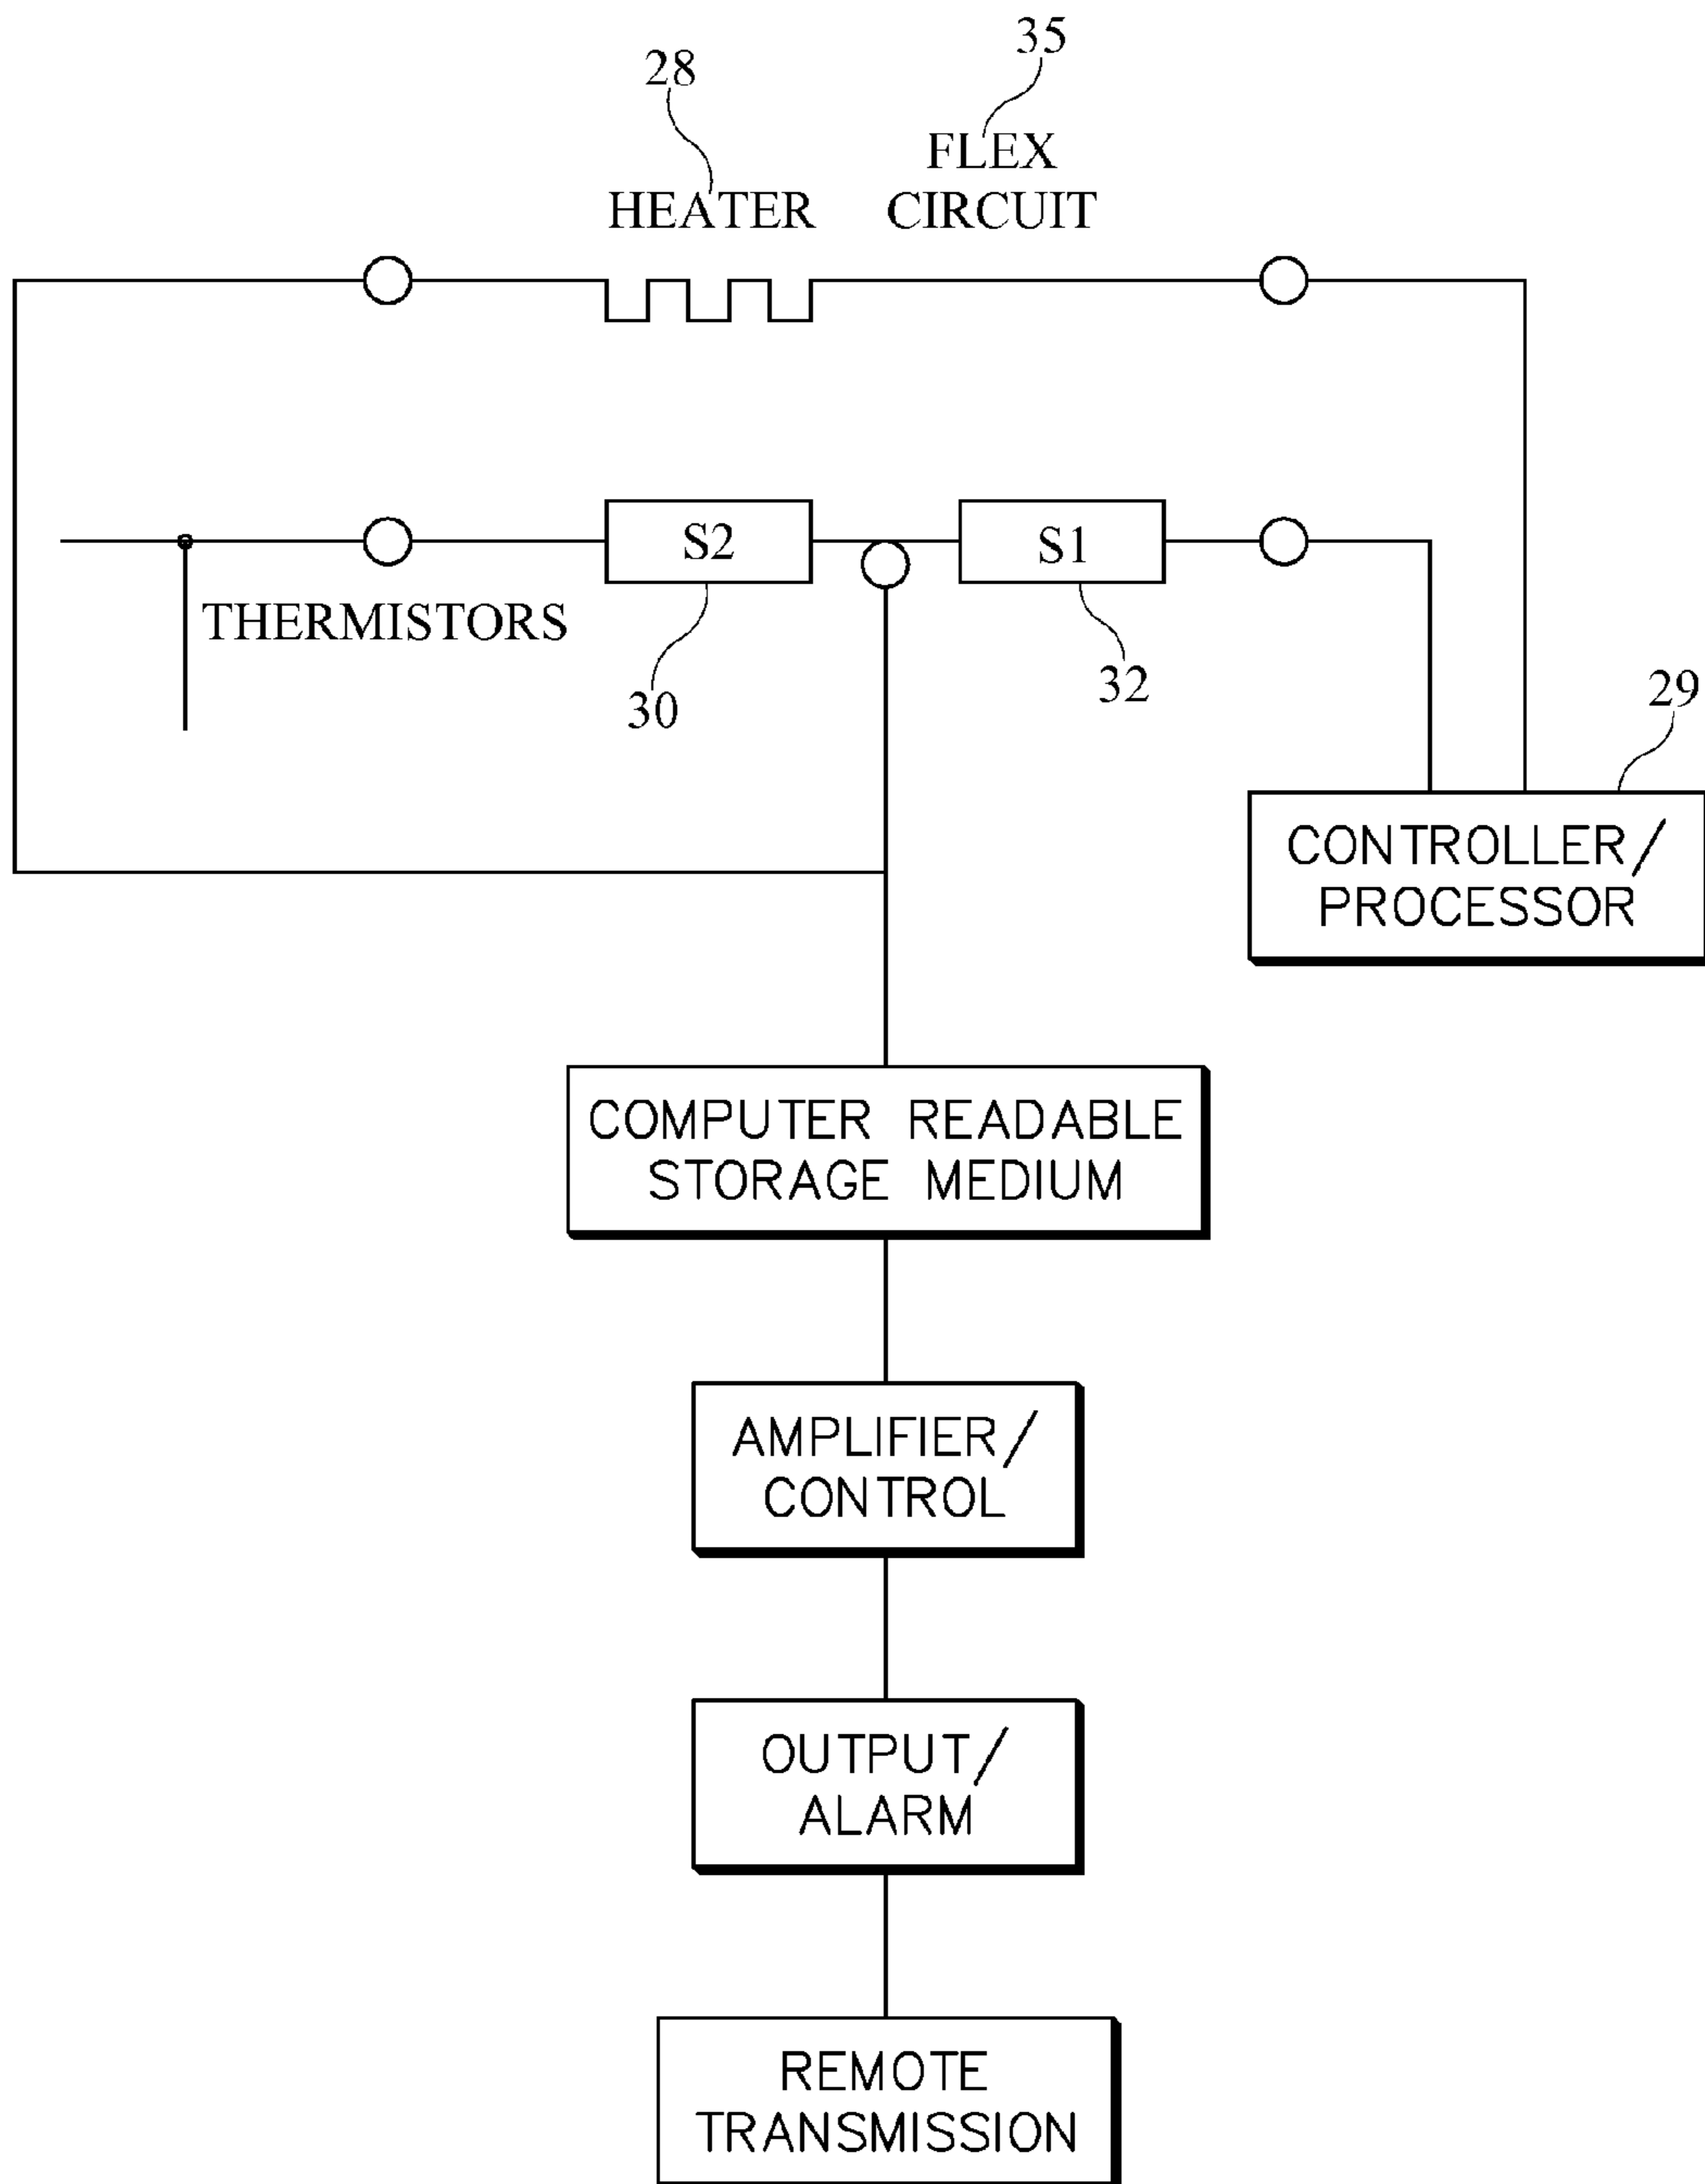 35
28
FLEX
HEATER CIRCUIT
S2 S1
THERMISTORS
32
30
29
CONTROLLER/
PROCESSOR
COMPUTER READABLE
STORAGE MEDIUM
AMPLIFIER/
CONTROL
OUTPUT/
ALARM
REMOTE
TRANSMISSION